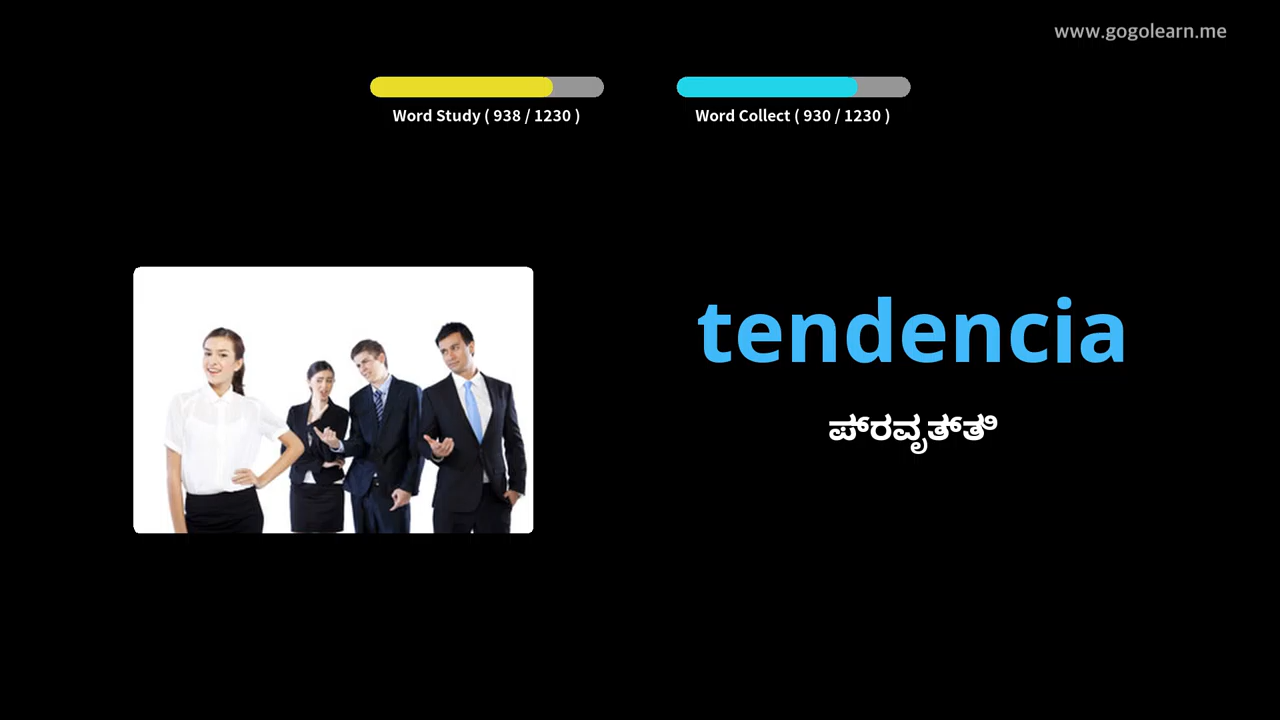 www.gogolearn.me
Word Study ( 938 / 1230 )
Word Collect ( 930 / 1230 )
tendencia
ಪ್ರವೃತ್ತಿ